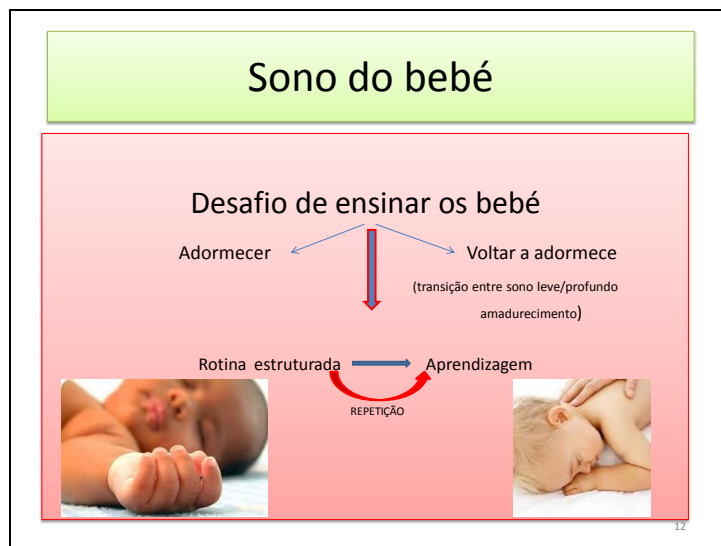 Sono do bebé
Desafio de ensinar os bebé
Adormecer
Voltar a adormece
(transição entre sono leve/profundo
amadurecimento)
Rotina estruturada
Aprendizagem
REPETIÇÃO
12